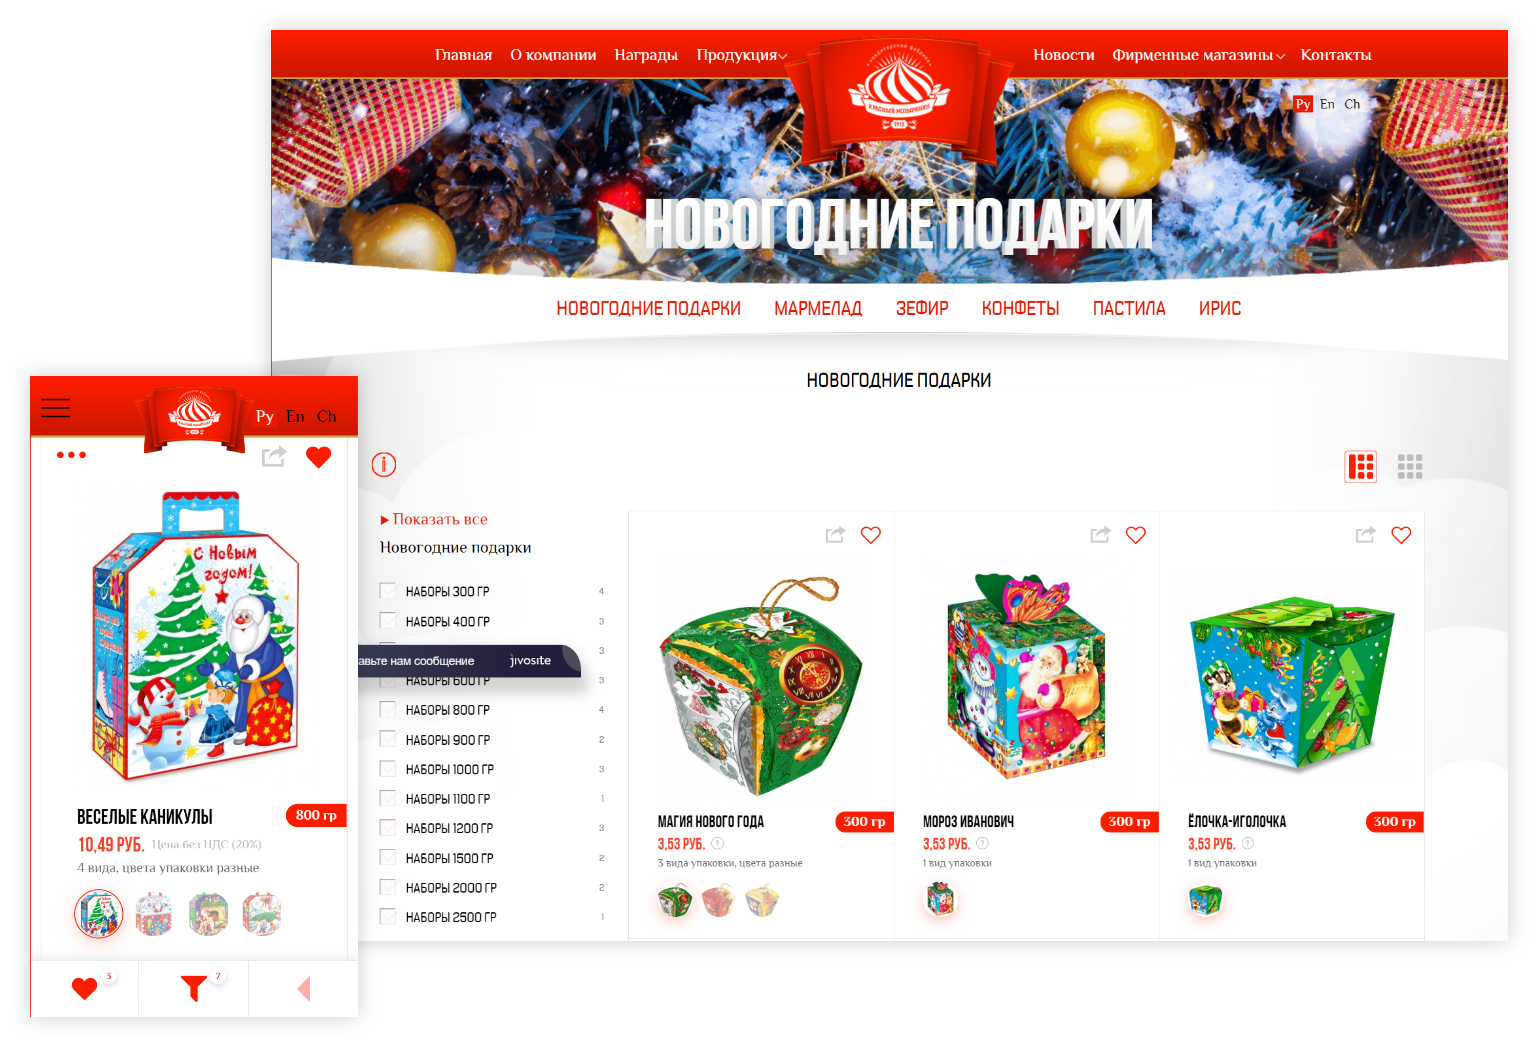 Главная О компании Награды Продукция
кондитерская фабрика
КРАСНЫЙ МОЗЫРЯНИН
1912
Новости Фирменные магазины Контакты
Ру En Ch
НОВОГОДНИЕ ПОДАРКИ
НОВОГОДНИЕ ПОДАРКИ МАРМЕЛАД ЗЕФИР КОНФЕТЫ ПАСТИЛА ИРИС
НОВОГОДНИЕ ПОДАРКИ
Показать все
Новогодние подарки
НАБОРЫ 300 ГР 4
НАБОРЫ 400 ГР 3
3
авьте нам сообщение jivosite
НАБОРЫ 600 ГР 3
НАБОРЫ 800 ГР 4
НАБОРЫ 900 ГР 2
НАБОРЫ 1000 ГР 3
НАБОРЫ 1100 ГР 1
НАБОРЫ 1200 ГР 3
НАБОРЫ 1500 ГР 2
НАБОРЫ 2000 ГР 2
НАБОРЫ 2500 ГР 1
МАГИЯ НОВОГО ГОДА
300 гр
3,53 РУБ. ?
3 вида упаковки, цвета разные
МОРОЗ ИВАНОВИЧ
300 гр
3,53 РУБ. ?
1 вид упаковки
ЁЛОЧКА-ИГОЛОЧКА
300 гр
3,53 РУБ. ?
1 вид упаковки
Ру En Ch
С Новым
годом!
ВЕСЕЛЫЕ КАНИКУЛЫ
800 гр
10,49 РУБ. Цена без НДС (20%)
4 вида, цвета упаковки разные
3
7